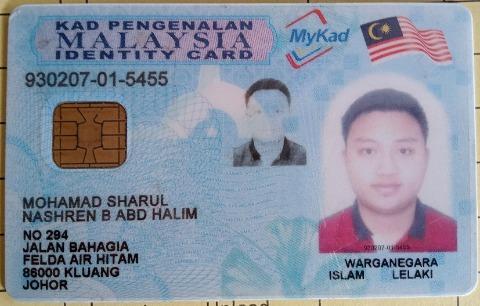 KAD PENGENALAN
MALAYSIA
IDENTITY CARD
MyKad
930207-01-5455
MOHAMAD SHARUL
NASHREN B ABD HALIM
NO 294
JALAN BAHAGIA
FELDA AIR HITAM
86000 KLUANG
JOHOR
930207-01-5455
WARGANEGARA
ISLAM LELAKI